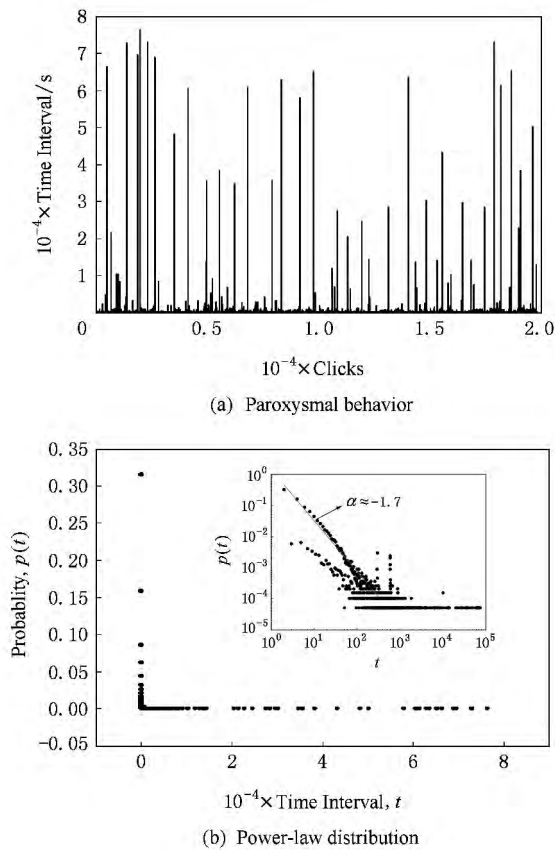 8
7
6
5
4
3
2
1
0 0.5 1.0 1.5 2.0
10⁻⁴×Time Interval/s
10⁻⁴×Clicks
(a) Paroxysmal behavior
0.35
0.30
0.25
0.20
0.15
0.10
0.05
0.00
−0.05
0 2 4 6 8
Probablity, p(t)
10⁰
10⁻¹
10⁻²
10⁻³
10⁻⁴
10⁻⁵
10⁰ 10¹ 10² 10³ 10⁴ 10⁵
p(t)
α≈−1.7
t
10⁻⁴×Time Interval, t
(b) Power-law distribution